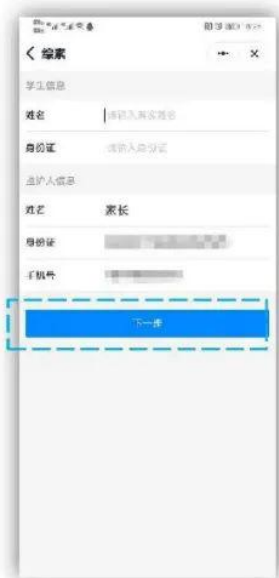 综素
学生信息
姓名 请输入真实姓名
身份证 请输入身份证
监护人信息
姓名 家长
身份证
手机号
下一步